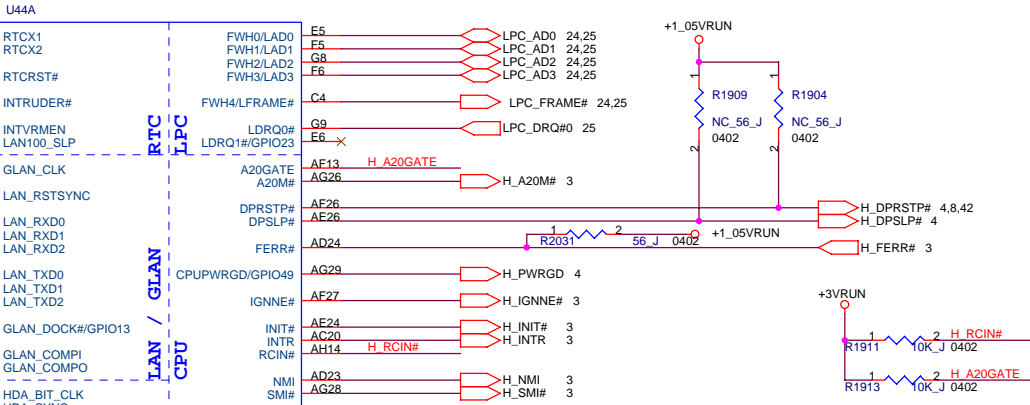 U44A
RTCX1 FWH0/LAD0 E5 LPC_AD0 24,25 +1_05VRUN
RTCX2 FWH1/LAD1 F5 LPC_AD1 24,25
FWH2/LAD2 G8 LPC_AD2 24,25
RTCRST# FWH3/LAD3 F6 LPC_AD3 24,25
1 R1909 1 R1904
INTRUDER# FWH4/LFRAME# C4 LPC_FRAME# 24,25
NC_56_J NC_56_J
INTVRMEN LDRQ0# G9 LPC_DRQ#0 25
LAN100_SLP LDRQ1#/GPIO23 E6 0402 0402
RTC LPC
2 2
GLAN_CLK A20GATE AF13 H_A20GATE
A20M# AG26 H_A20M# 3
LAN_RSTSYNC
DPRSTP# AF26 H_DPRSTP# 4,8,42
LAN_RXD0 DPSLP# AE26 H_DPSLP# 4
LAN_RXD1
1 2 +1_05VRUN
R2031 56_J 0402
LAN_RXD2 FERR# AD24 H_FERR# 3
LAN_TXD0 CPUPWRGD/GPIO49 AG29 H_PWRGD 4
LAN_TXD1
LAN_TXD2 IGNNE# AF27 H_IGNNE# 3
+3VRUN
LAN / GLAN CPU
GLAN_DOCK#/GPIO13 INIT# AE24 H_INIT# 3
INTR AC20 H_INTR 3
1 2 H_RCIN#
R1911 10K_J 0402
GLAN_COMPI RCIN# AH14 H_RCIN#
GLAN_COMPO
NMI AD23 H_NMI 3
1 2 H_A20GATE
R1913 10K_J 0402
HDA_BIT_CLK SMI# AG28 H_SMI# 3